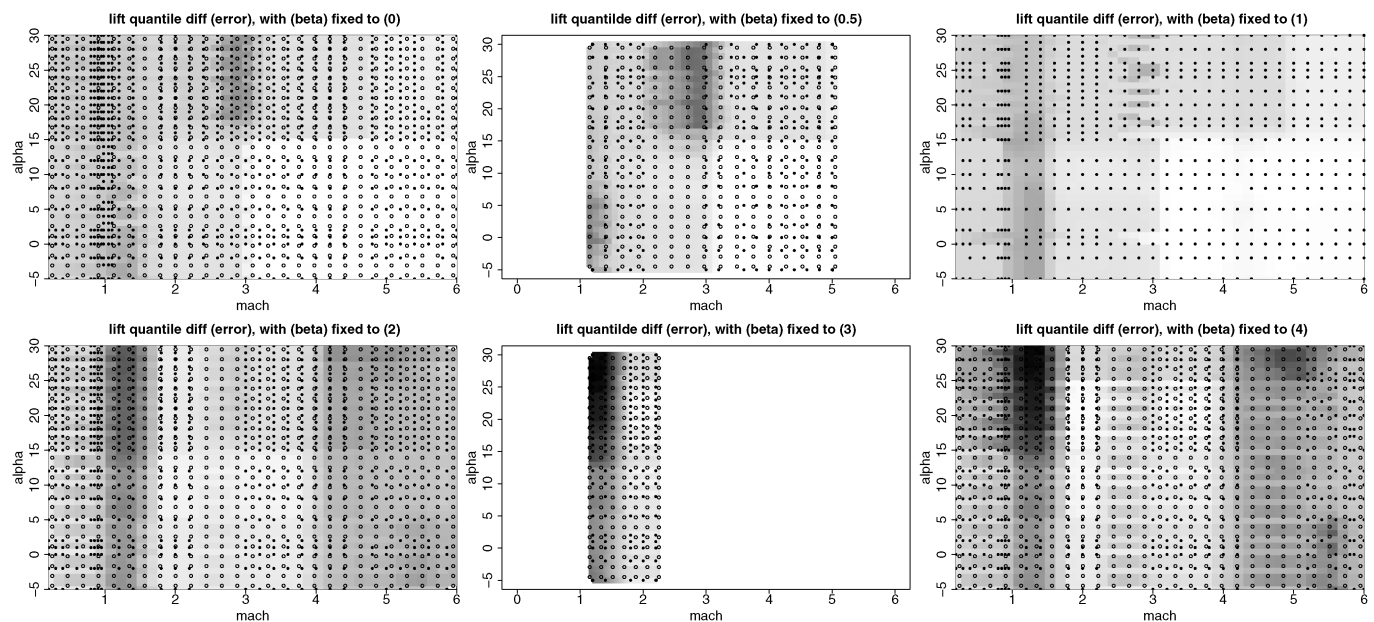 lift quantile diff (error), with (beta) fixed to (0)
alpha
30
25
20
15
10
5
0
−5
1 2 3 4 5 6
mach
lift quantilde diff (error), with (beta) fixed to (0.5)
alpha
30
25
20
15
10
5
0
−5
0 1 2 3 4 5 6
mach
lift quantile diff (error), with (beta) fixed to (1)
alpha
30
25
20
15
10
5
0
−5
1 2 3 4 5 6
mach
lift quantile diff (error), with (beta) fixed to (2)
alpha
30
25
20
15
10
5
0
−5
1 2 3 4 5 6
mach
lift quantilde diff (error), with (beta) fixed to (3)
alpha
30
25
20
15
10
5
0
−5
0 1 2 3 4 5 6
mach
lift quantile diff (error), with (beta) fixed to (4)
alpha
30
25
20
15
10
5
0
−5
1 2 3 4 5 6
mach